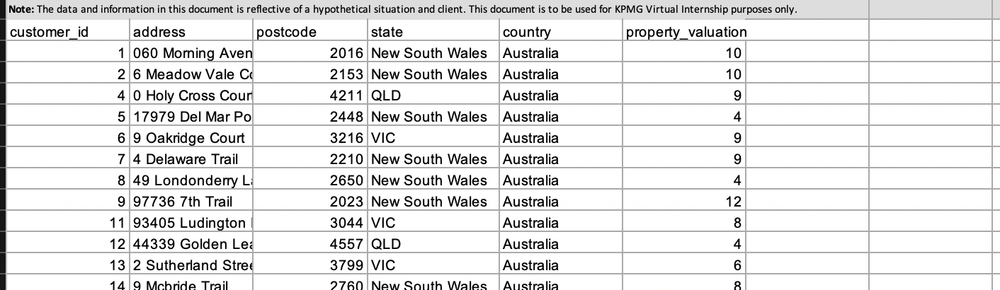 Note: The data and information in this document is reflective of a hypothetical situation and client. This document is to be used for KPMG Virtual Internship purposes only.
customer_id address postcode state country property_valuation
1 060 Morning Aven 2016 New South Wales Australia 10
2 6 Meadow Vale Co 2153 New South Wales Australia 10
4 0 Holy Cross Court 4211 QLD Australia 9
5 17979 Del Mar Po 2448 New South Wales Australia 4
6 9 Oakridge Court 3216 VIC Australia 9
7 4 Delaware Trail 2210 New South Wales Australia 9
8 49 Londonderry La 2650 New South Wales Australia 4
9 97736 7th Trail 2023 New South Wales Australia 12
11 93405 Ludington 3044 VIC Australia 8
12 44339 Golden Lea 4557 QLD Australia 4
13 2 Sutherland Stree 3799 VIC Australia 6
14 9 Mcbride Trail 2760 New South Wales Australia 8